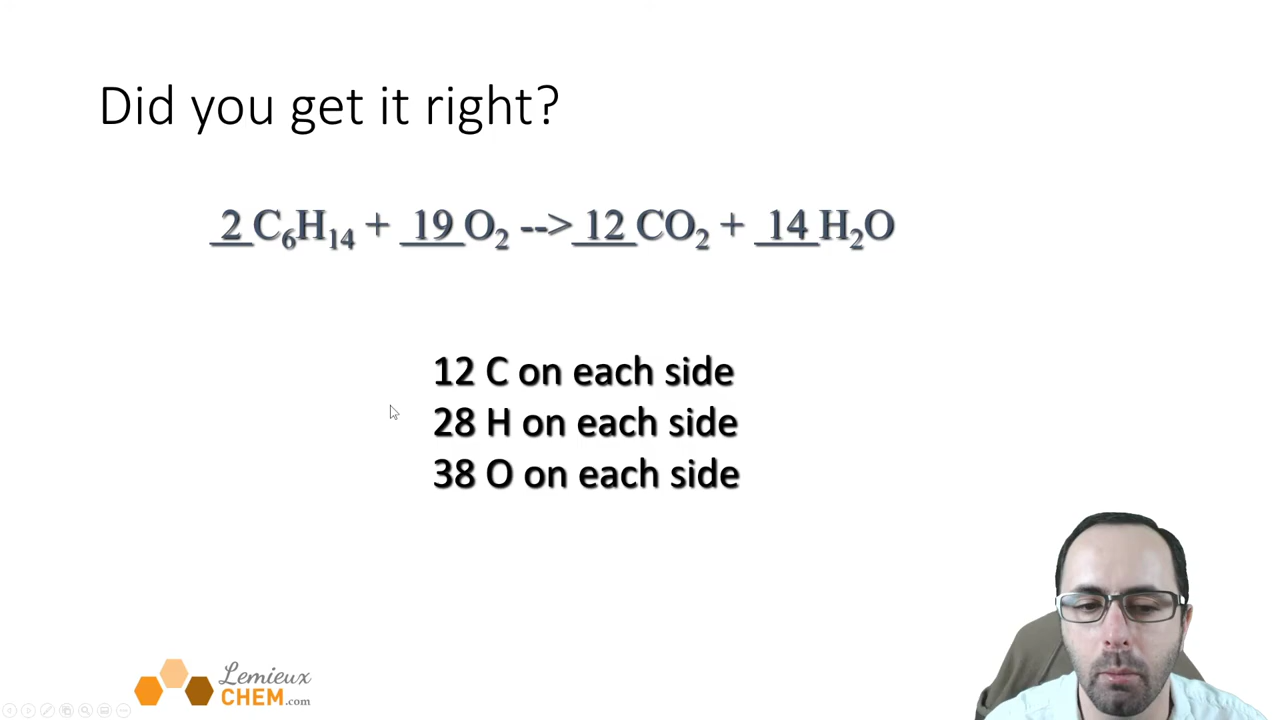 Did you get it right?
2 C₆H₁₄ + 19 O₂ --> 12 CO₂ + 14 H₂O
12 C on each side
28 H on each side
38 O on each side
Lemieux
CHEM.com